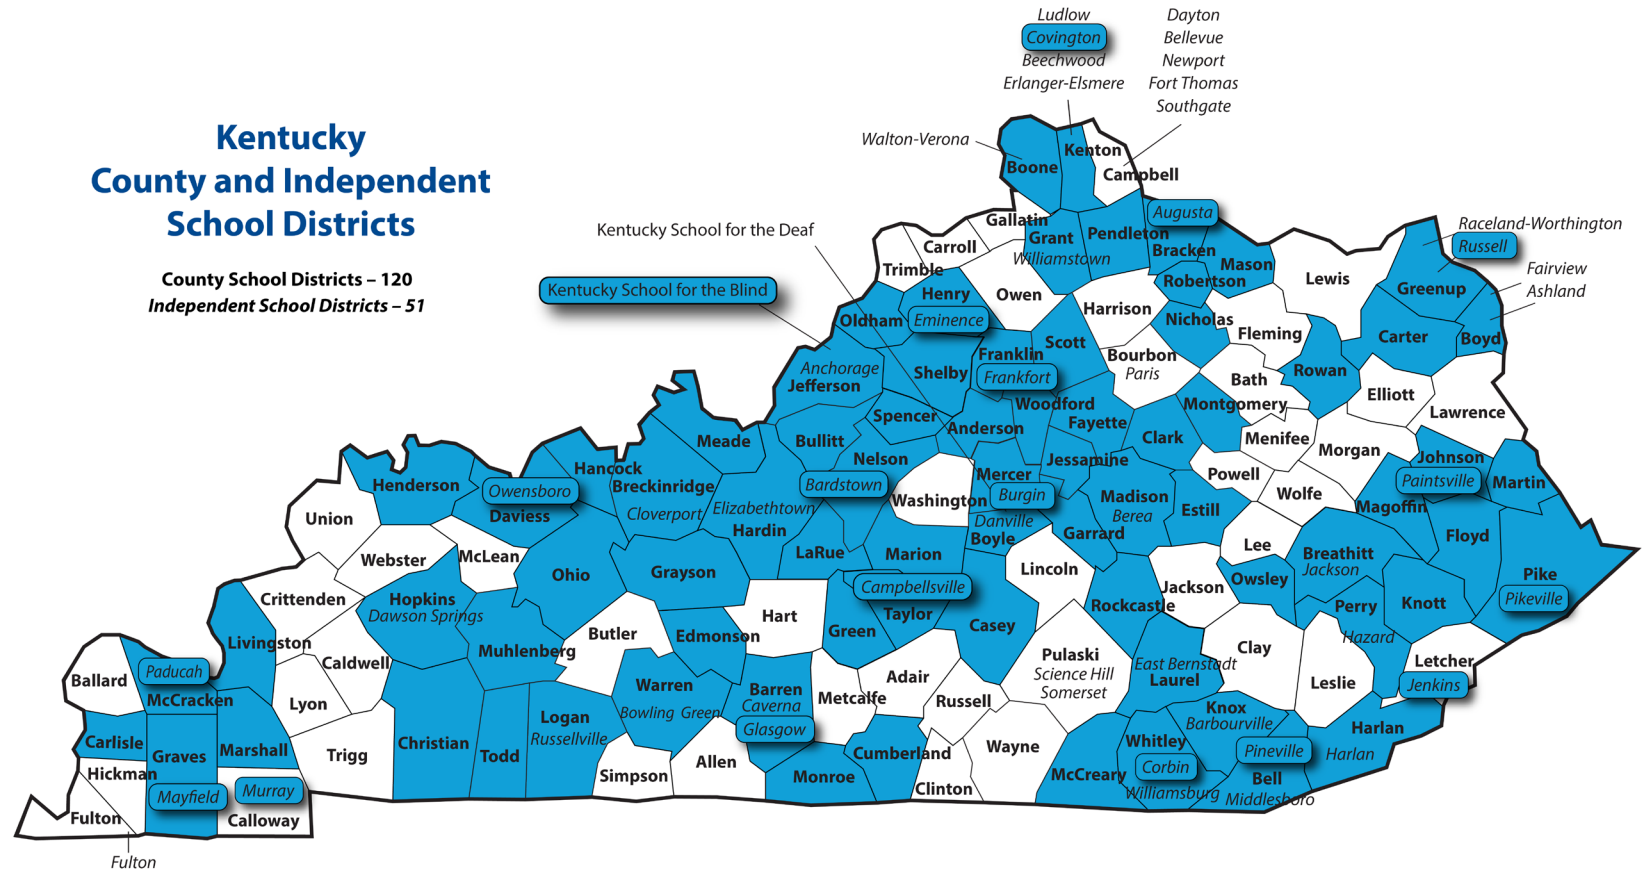 Ludlow
Covington
Beechwood
Erlanger-Elsmere
Dayton
Bellevue
Newport
Fort Thomas
Southgate
Kentucky
County and Independent
School Districts
County School Districts – 120
Independent School Districts – 51
Walton-Verona
Kenton
Boone
Campbell
Kentucky School for the Deaf
Kentucky School for the Blind
Gallatin
Carroll
Trimble
Grant
Williamstown
Pendleton
Augusta
Bracken
Mason
Robertson
Lewis
Raceland-Worthington
Russell
Fairview
Ashland
Greenup
Henry
Eminence
Oldham
Owen
Harrison
Nicholas
Fleming
Carter
Boyd
Anchorage
Jefferson
Shelby
Franklin
Frankfort
Scott
Bourbon
Paris
Bath
Rowan
Elliott
Lawrence
Spencer
Anderson
Woodford
Fayette
Montgomery
Clark
Menifee
Morgan
Meade
Bullitt
Nelson
Bardstown
Washington
Mercer
Burgin
Jessamine
Powell
Wolfe
Johnson
Paintsville
Martin
Magoffin
Henderson
Owensboro
Daviess
Hancock
Breckinridge
Cloverport
Elizabethtown
Hardin
Danville
Boyle
Garrard
Madison
Berea
Estill
Lee
Breathitt
Jackson
Floyd
Union
Webster
McLean
Ohio
Grayson
LaRue
Marion
Lincoln
Jackson
Owsley
Rockcastle
Perry
Hazard
Knott
Pike
Pikeville
Crittenden
Hopkins
Dawson Springs
Livingston
Caldwell
Muhlenberg
Butler
Edmonson
Hart
Green
Campbellsville
Taylor
Casey
Pulaski
Science Hill
Somerset
East Bernstadt
Laurel
Clay
Leslie
Letcher
Jenkins
Ballard
Paducah
McCracken
Lyon
Warren
Bowling Green
Barren
Caverna
Glasgow
Metcalfe
Adair
Russell
Knox
Barbourville
Harlan
Harlan
Carlisle
Graves
Marshall
Trigg
Christian
Todd
Logan
Russellville
Simpson
Allen
Monroe
Cumberland
Clinton
Wayne
McCreary
Whitley
Corbin
Williamsburg
Pineville
Bell
Middlesboro
Hickman
Mayfield
Murray
Calloway
Fulton
Fulton